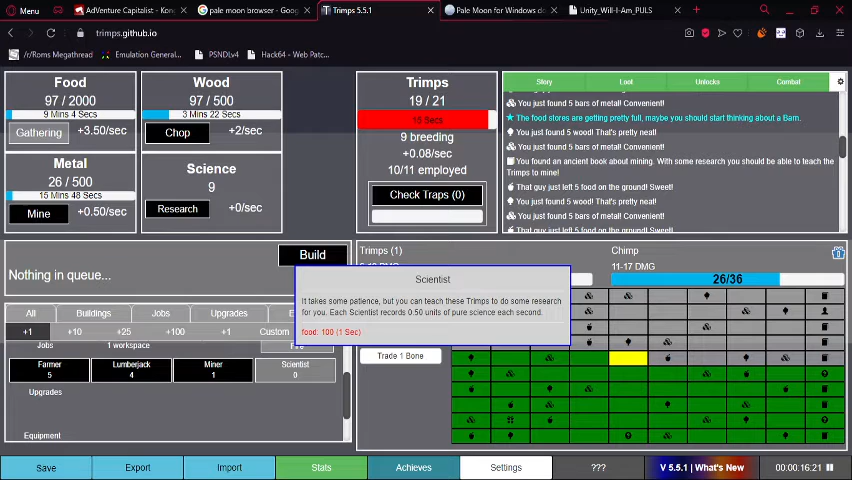 Menu
AdVenture Capitalist - Kon
pale moon browser - Goog
Trimps 5.5.1
Pale Moon for Windows do
Unity_Will-I-Am_PULS
trimps.github.io
/r/Roms Megathread
Emulation General...
PSNDLv4
Hack64 - Web Patc...
Food
97 / 2000
9 Mins 4 Secs
Gathering
+3.50/sec
Wood
97 / 500
3 Mins 22 Secs
Chop
+2/sec
Metal
26 / 500
15 Mins 48 Secs
Mine
+0.50/sec
Science
9
Research
+0/sec
Trimps
19 / 21
15 Secs
9 breeding
+0.08/sec
10/11 employed
Check Traps (0)
Story
Loot
Unlocks
Combat
You just found 5 bars of metal! Convenient!
The food stores are getting pretty full, maybe you should start thinking about a Barn.
You just found 5 wood! That's pretty neat!
You just found 5 bars of metal! Convenient!
You found an ancient book about mining. With some research you should be able to teach the
Trimps to mine!
That guy just left 5 food on the ground! Sweet!
You just found 5 wood! That's pretty neat!
You just found 5 bars of metal! Convenient!
That guy just left 5 food on the ground! Sweet!
Build
Nothing in queue...
Trimps (1)
Chimp
11-17 DMG
26/36
Scientist
It takes some patience, but you can teach these Trimps to do some research
for you. Each Scientist records 0.50 units of pure science each second.
food: 100 (1 Sec)
All
Buildings
Jobs
Upgrades
+1
+10
+25
+100
Custom
Jobs
1 workspace
Fire
Farmer
5
Lumberjack
4
Miner
1
Scientist
0
Upgrades
Equipment
Trade 1 Bone
Save
Export
Import
Stats
Achieves
Settings
???
V 5.5.1 | What's New
00:00:16:21